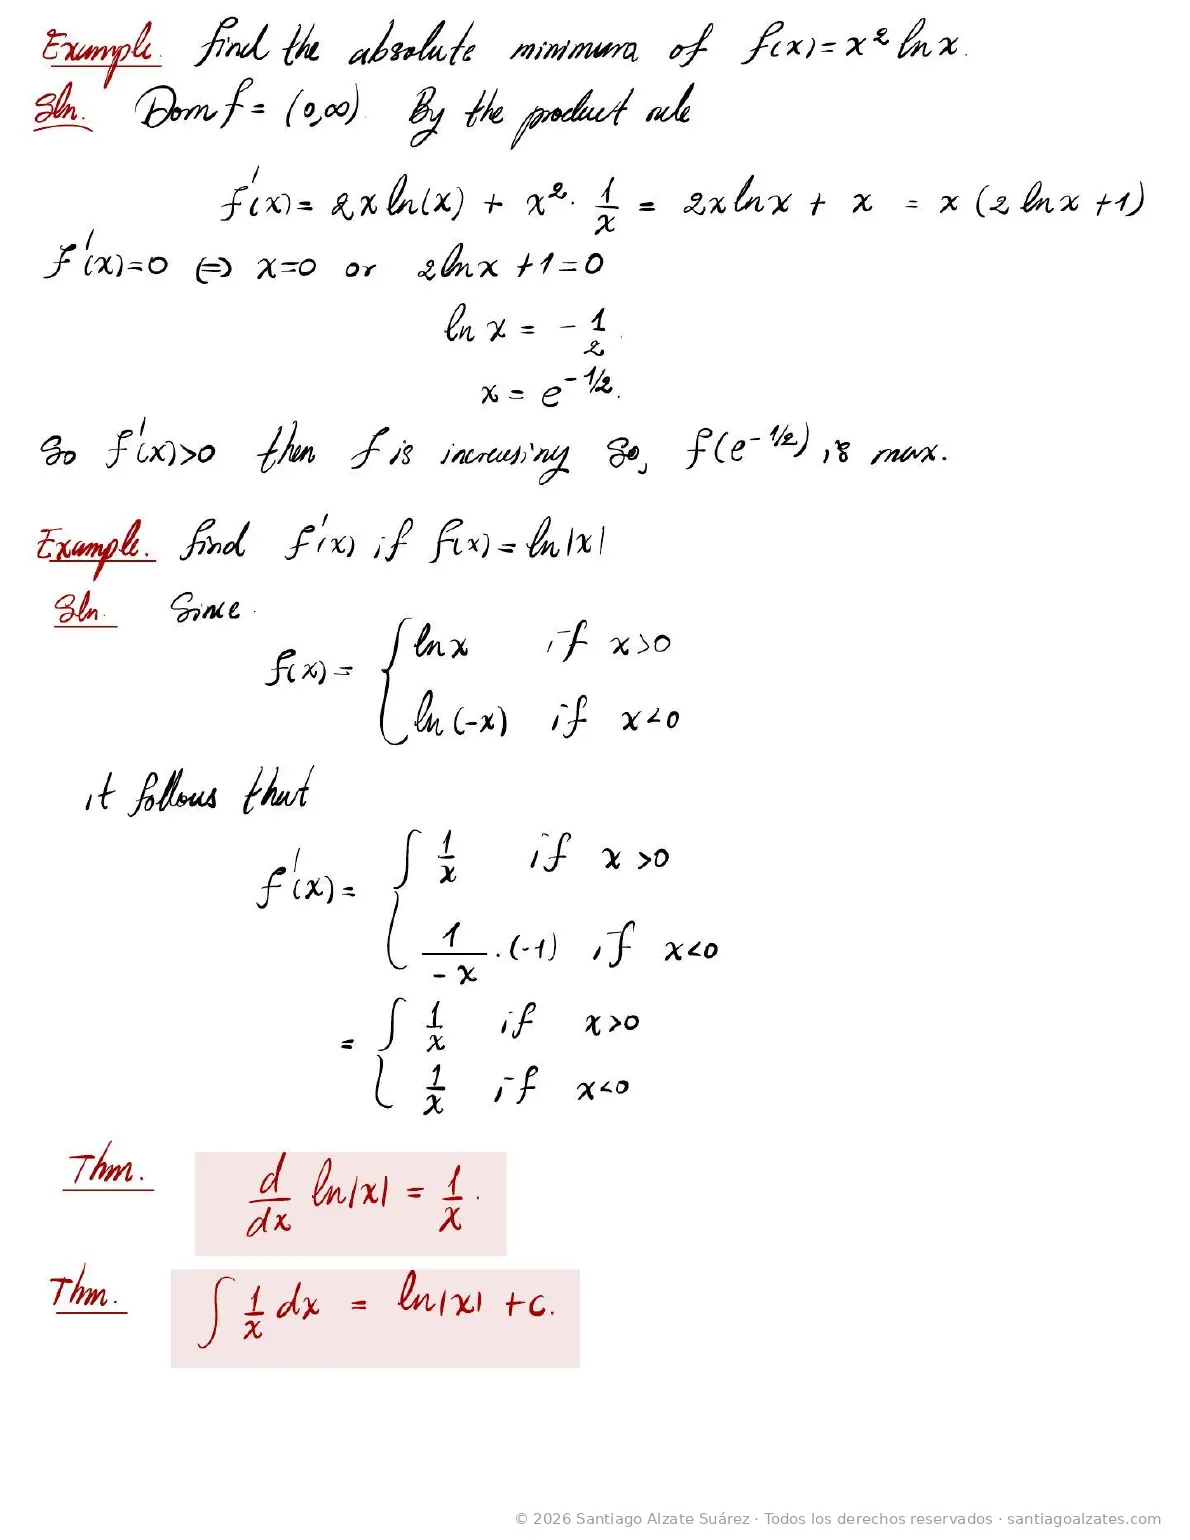 Example. Find the absolute minimum of f(x) = x² ln x.
Sln. Dom f = (0,∞). By the product rule
f'(x) = 2x ln(x) + x² · 1/x = 2x ln x + x = x (2 ln x + 1)
f'(x)=0 ⇔ x=0 or 2 ln x + 1 = 0
ln x = - 1/2.
x = e^(-1/2).
So f'(x)>0 then f is increasing So, f(e^(-1/2)) is max.
Example. Find f'(x) if f(x) = ln|x|
Sln. Since
f(x) = { ln x if x>0
ln(-x) if x<0
it follows that
f'(x) = { 1/x if x>0
1/(-x) · (-1) if x<0
= { 1/x if x>0
1/x if x<0
Thm. d/dx ln|x| = 1/x.
Thm. ∫ 1/x dx = ln|x| + c.
© 2026 Santiago Alzate Suárez · Todos los derechos reservados · santiagoalzates.com